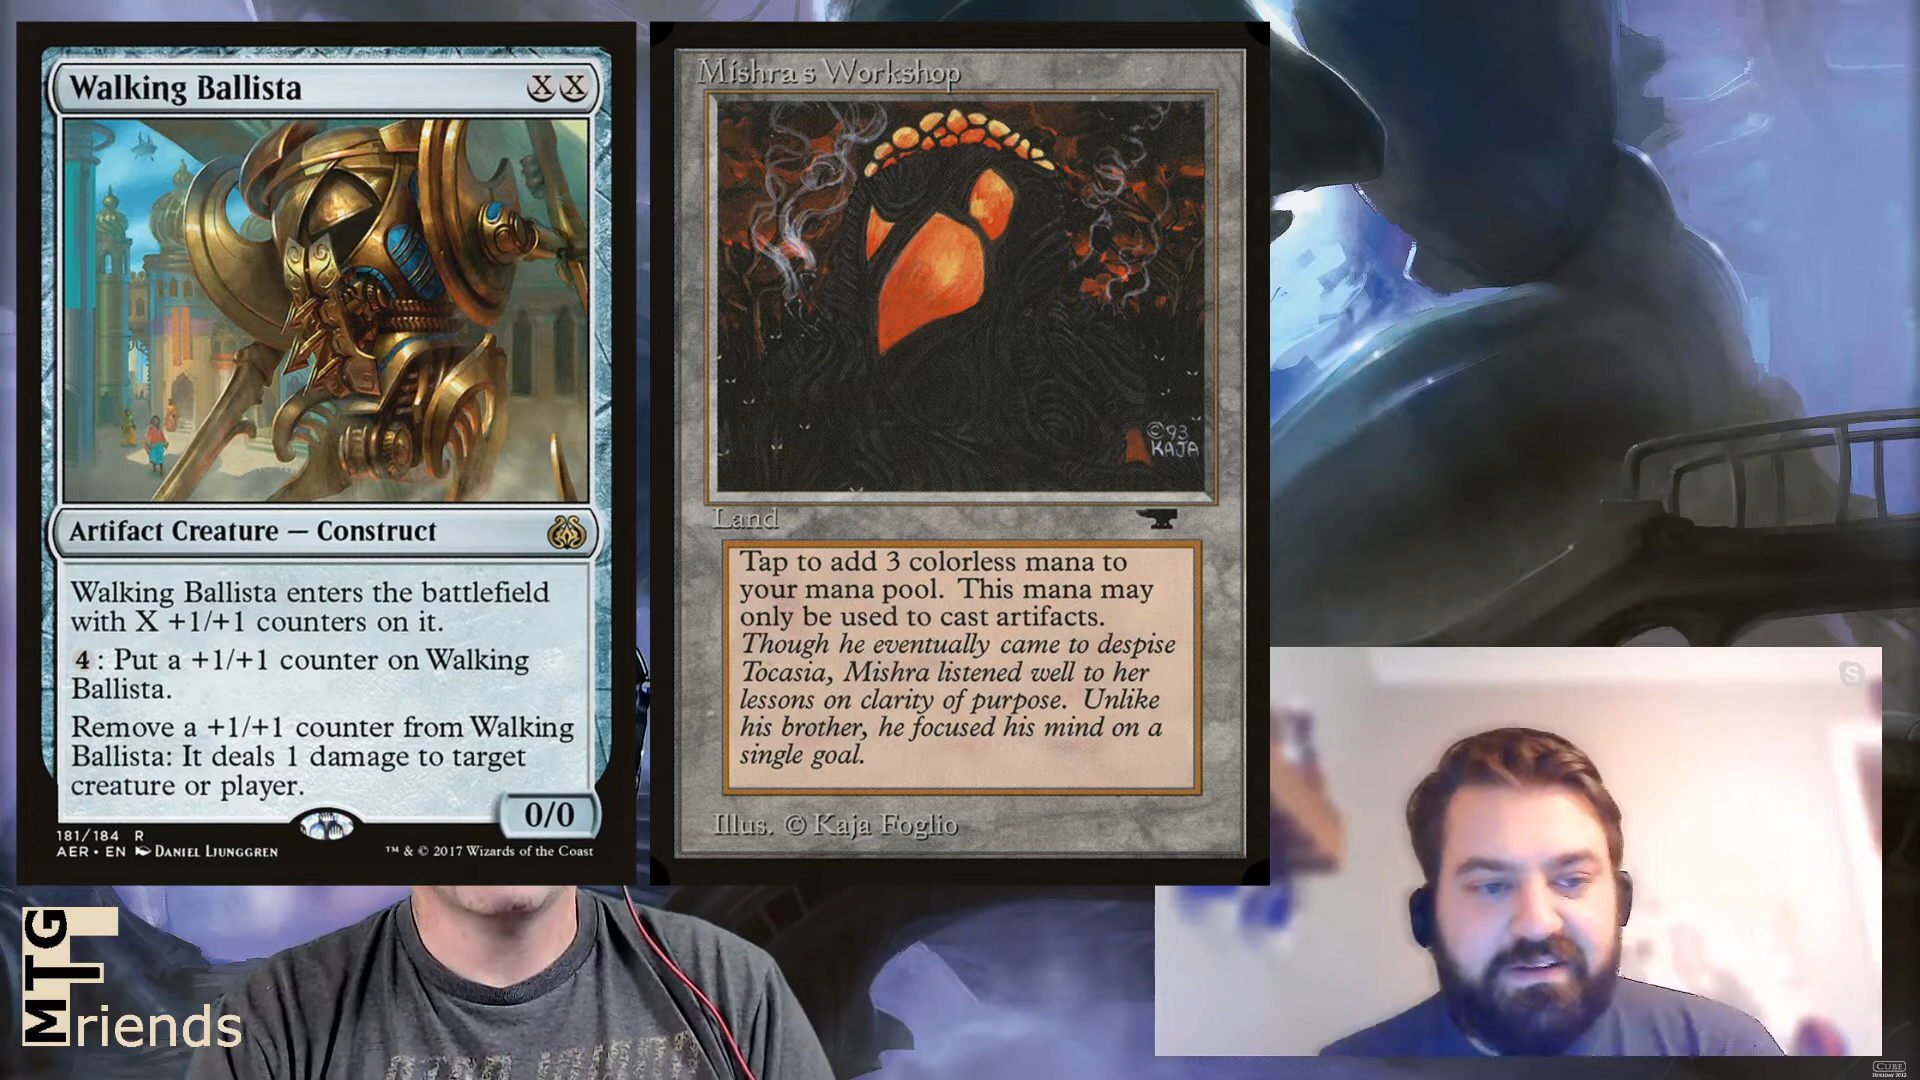 Walking Ballista XX
Artifact Creature — Construct
Walking Ballista enters the battlefield
with X +1/+1 counters on it.
4: Put a +1/+1 counter on Walking
Ballista.
Remove a +1/+1 counter from Walking
Ballista: It deals 1 damage to target
creature or player.
0/0
181/184 R
AER • EN Daniel Ljunggren
™ & © 2017 Wizards of the Coast
Mishra's Workshop
©93
KAJA
Land
Tap to add 3 colorless mana to
your mana pool. This mana may
only be used to cast artifacts.
Though he eventually came to despise
Tocasia, Mishra listened well to her
lessons on clarity of purpose. Unlike
his brother, he focused his mind on a
single goal.
Illus. © Kaja Foglio
MTG
Friends
CUBE
HOLIDAY 2012